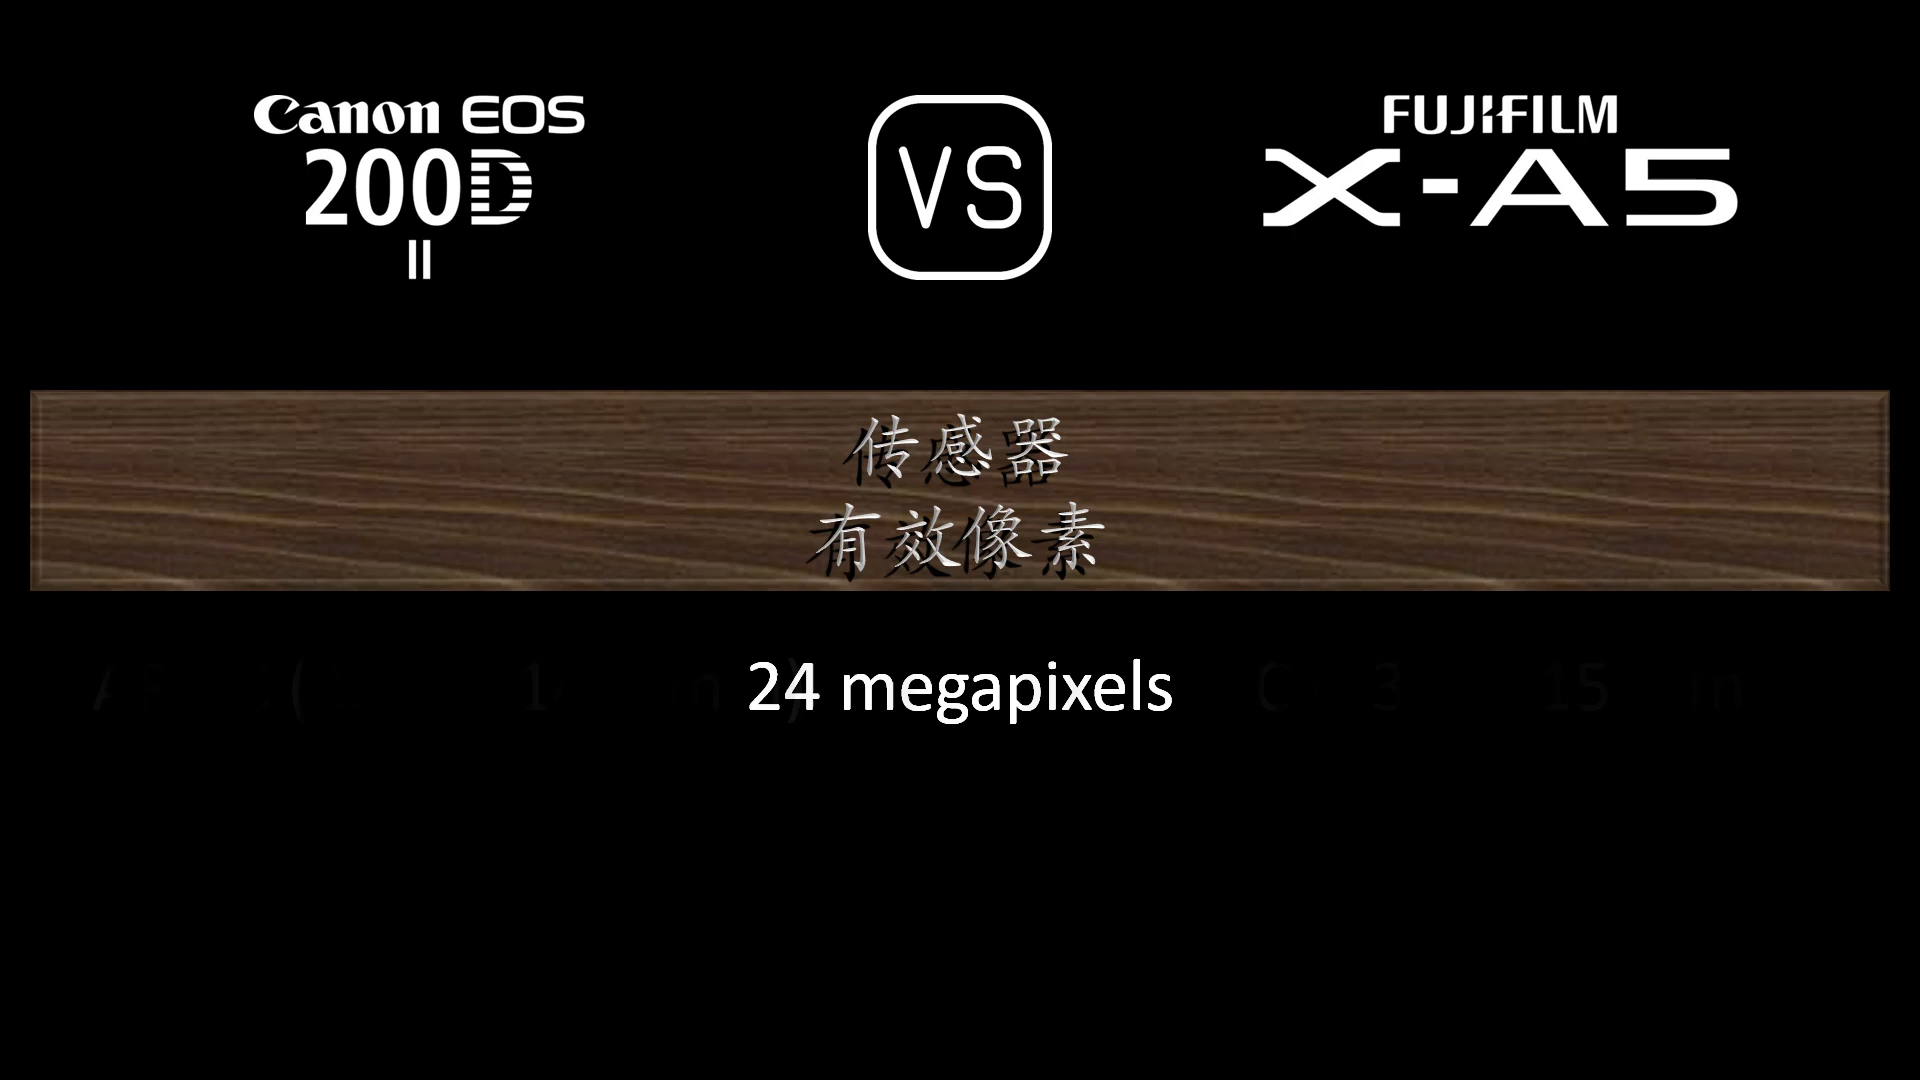 Canon EOS
200D
II
VS
FUJIFILM
X-A5
传感器
有效像素
24 megapixels